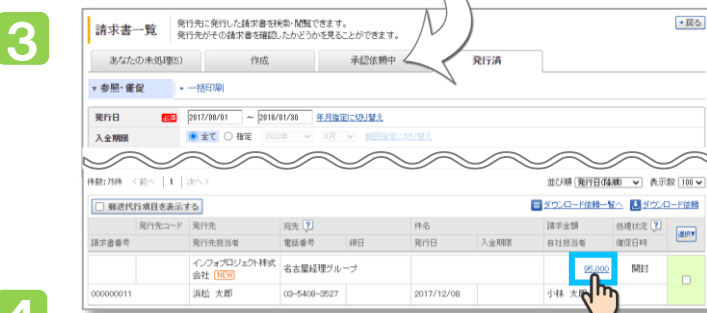 3
請求書一覧
発行先に発行した請求書を検索・閲覧できます。
発行先がその請求書を確認したかどうかを見ることができます。
◂戻る
あなたの未処理(5) 作成 承認依頼中 発行済
▾ 参照・催促 ▸ 一括印刷
発行日 必須 2017/08/01 ~ 2018/01/30 年月指定に切り替え
入金期限 全て 指定 2023年 8月 範囲指定に切り替え
件数:75件 <前へ | 1 | 次へ> 並び順 発行日(降順) 表示数 100
郵送代行項目を表示する ダウンロード依頼一覧へ ダウンロード依頼
発行先コード 発行先 宛先 ? 件名 請求金額 処理状況 ? 選択▼
請求書番号 発行先担当者 電話番号 締日 発行日 入金期限 自社担当者 催促日時
インフォプロジェクト株式会社 NEW 名古屋経理グループ 95,000 開封
000000011 浜松 太郎 03-5408-3527 2017/12/08 小林 太